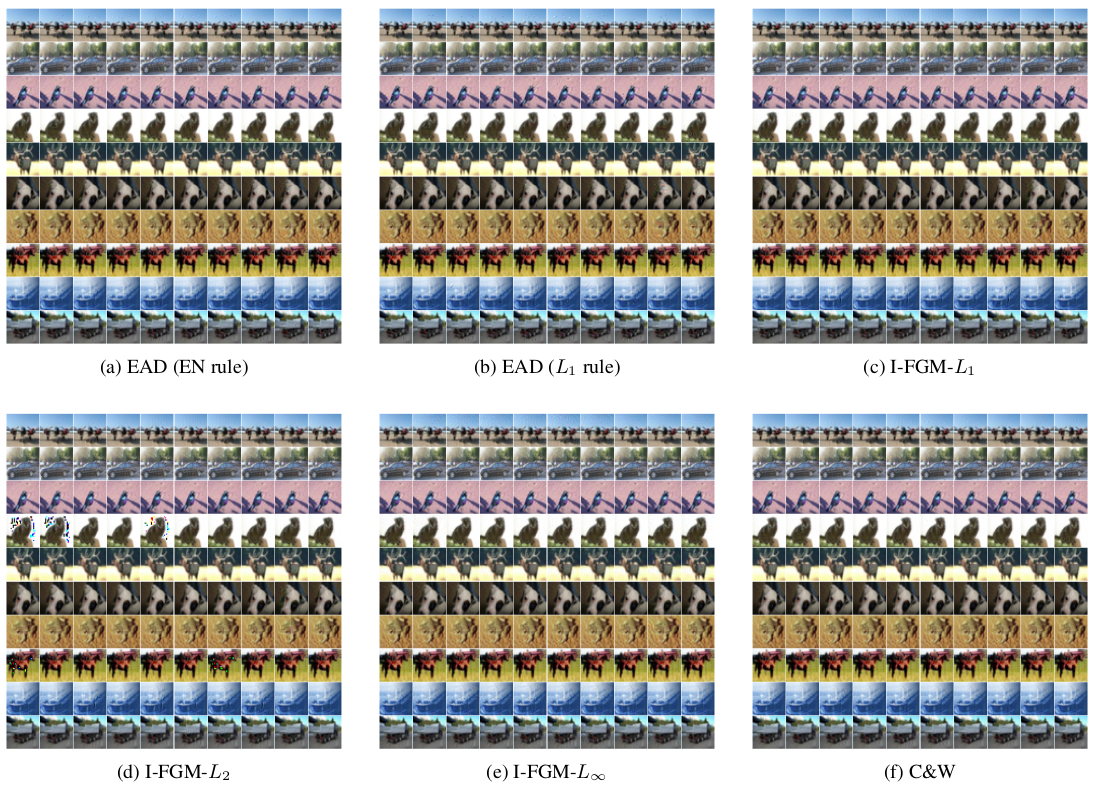 (a) EAD (EN rule)
(b) EAD (L₁ rule)
(c) I-FGM-L₁
(d) I-FGM-L₂
(e) I-FGM-L∞
(f) C&W